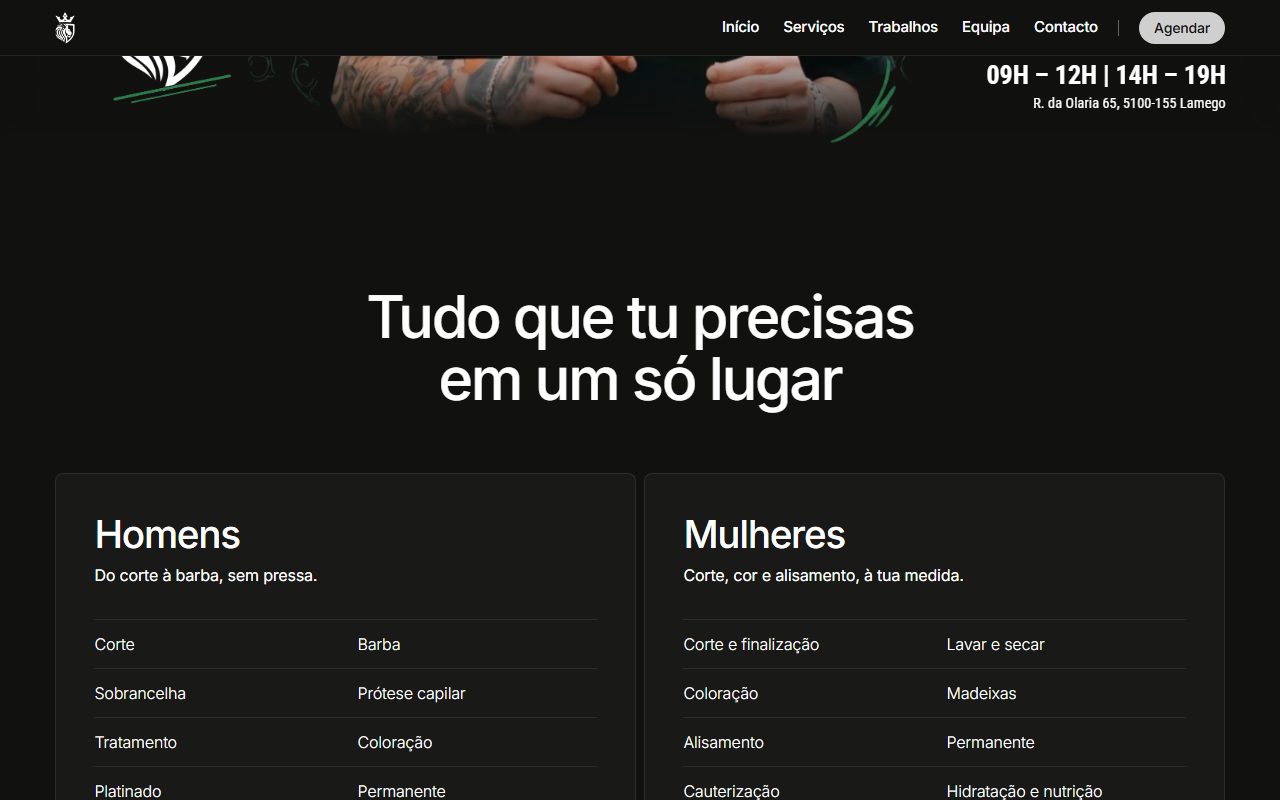 Início Serviços Trabalhos Equipa Contacto | Agendar
09H – 12H | 14H – 19H
R. da Olaria 65, 5100-155 Lamego
Tudo que tu precisas
em um só lugar
Homens
Do corte à barba, sem pressa.
Corte Barba
Sobrancelha Prótese capilar
Tratamento Coloração
Platinado Permanente
Mulheres
Corte, cor e alisamento, à tua medida.
Corte e finalização Lavar e secar
Coloração Madeixas
Alisamento Permanente
Cauterização Hidratação e nutrição